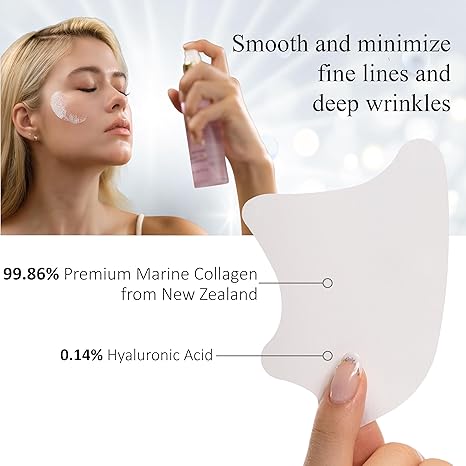 Smooth and minimize
fine lines and
deep wrinkles
99.86% Premium Marine Collagen
from New Zealand
0.14% Hyaluronic Acid